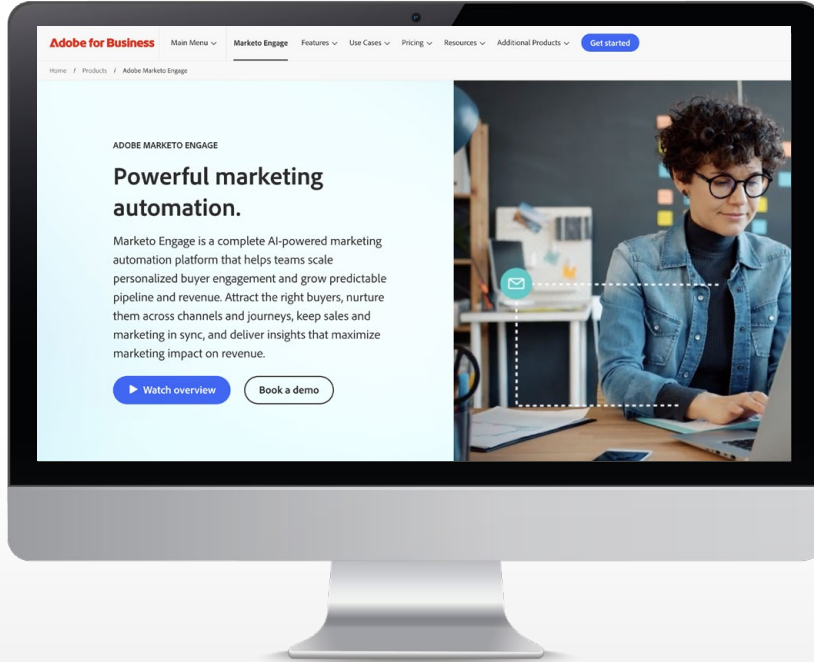 Adobe for Business Main Menu Marketo Engage Features Use Cases Pricing Resources Additional Products Get started
Home / Products / Adobe Marketo Engage
ADOBE MARKETO ENGAGE
Powerful marketing
automation.
Marketo Engage is a complete AI-powered marketing
automation platform that helps teams scale
personalized buyer engagement and grow predictable
pipeline and revenue. Attract the right buyers, nurture
them across channels and journeys, keep sales and
marketing in sync, and deliver insights that maximize
marketing impact on revenue.
Watch overview Book a demo